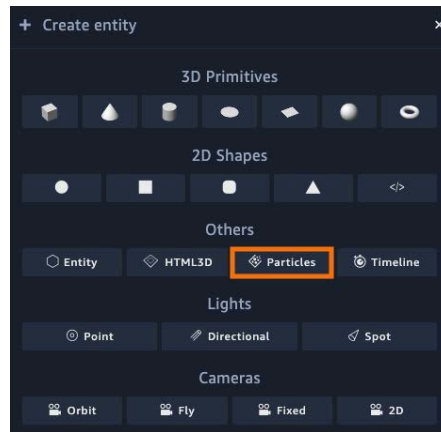 + Create entity ×
3D Primitives
2D Shapes
</>
Others
Entity HTML3D Particles Timeline
Lights
Point Directional Spot
Cameras
Orbit Fly Fixed 2D